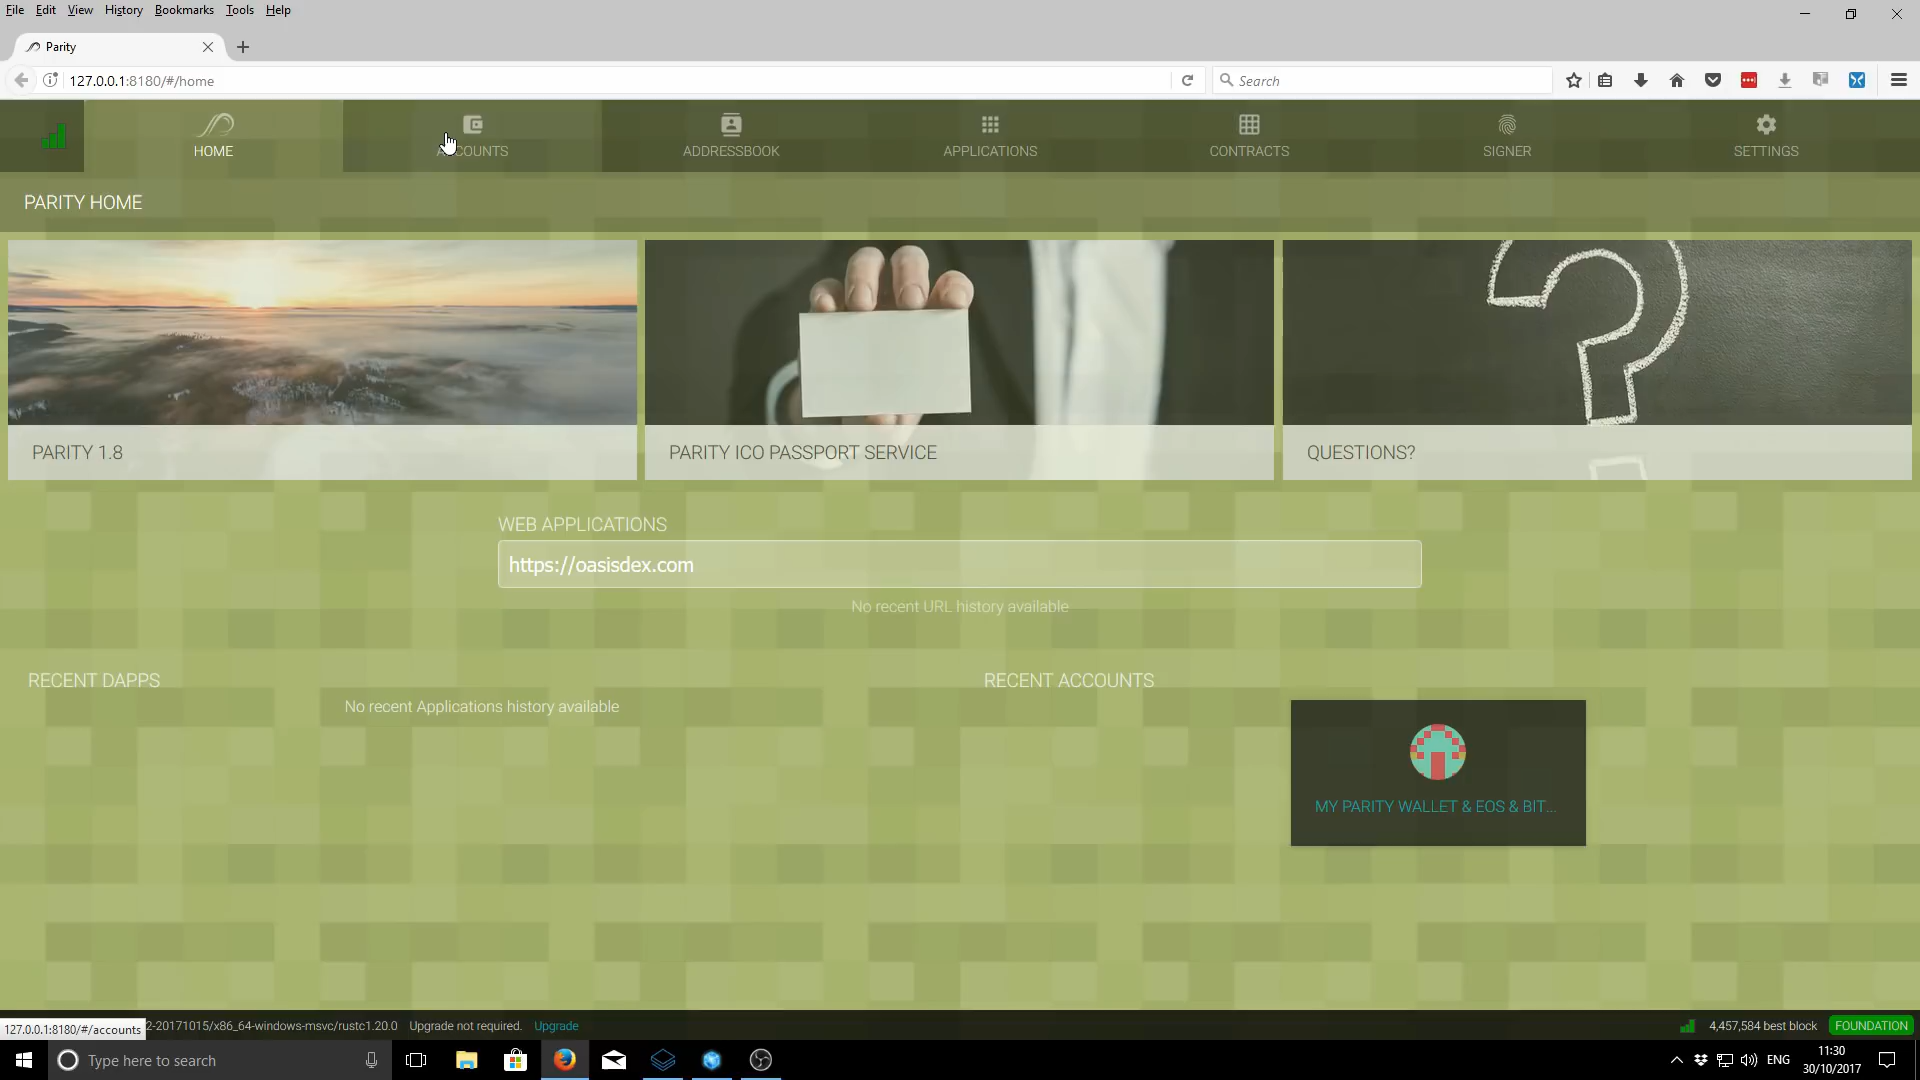 File Edit View History Bookmarks Tools Help
Parity
127.0.0.1:8180/#/home
Search
HOME
ACCOUNTS
ADDRESSBOOK
APPLICATIONS
CONTRACTS
SIGNER
SETTINGS
PARITY HOME
PARITY 1.8
PARITY ICO PASSPORT SERVICE
QUESTIONS?
WEB APPLICATIONS
https://oasisdex.com
No recent URL history available
RECENT DAPPS
No recent Applications history available
RECENT ACCOUNTS
MY PARITY WALLET & EOS & BIT...
127.0.0.1:8180/#/accounts
2-20171015/x86_64-windows-msvc/rustc1.20.0 Upgrade not required. Upgrade
4,457,584 best block FOUNDATION
Type here to search
ENG
11:30
30/10/2017